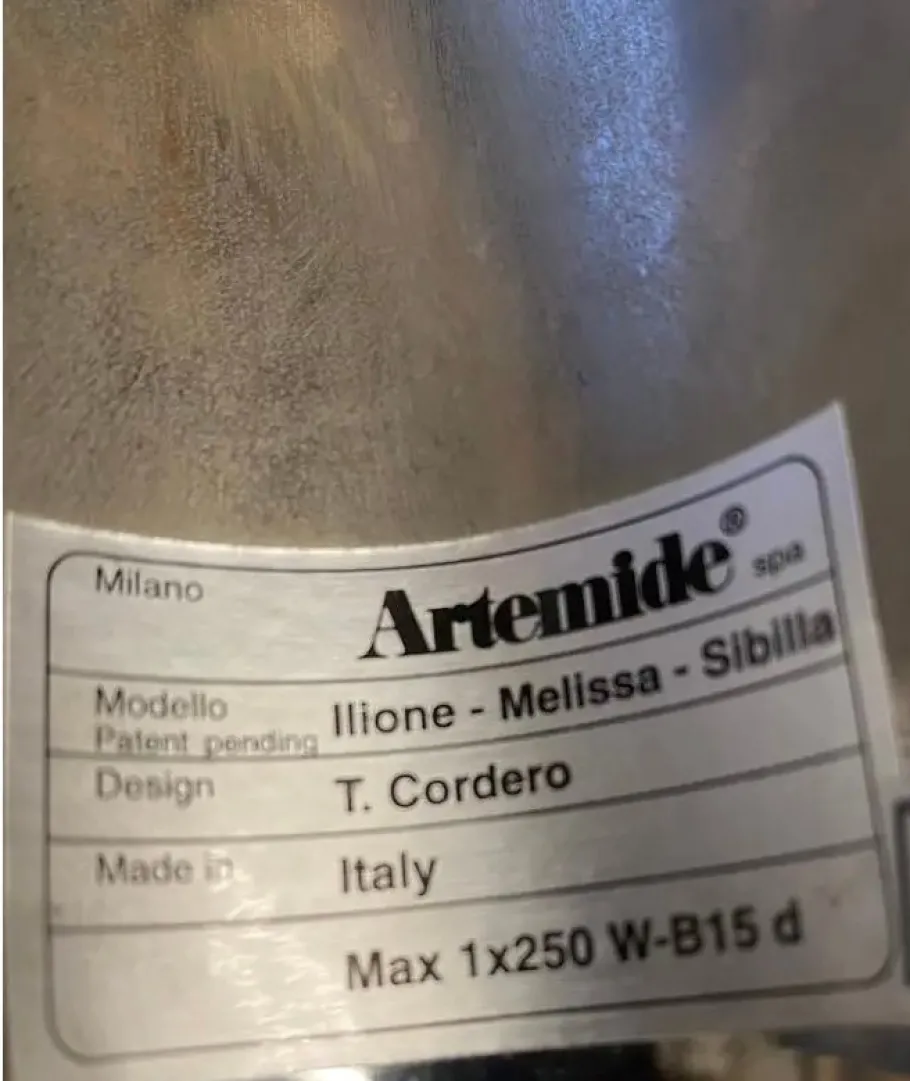 Milano
Artemide® spa
Modello Ilione - Melissa - Sibilla
Patent pending
Design T. Cordero
Made in Italy
Max 1x250 W-B15 d